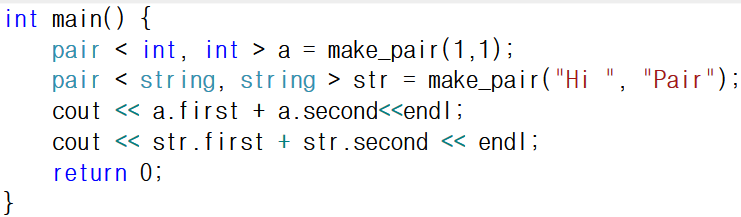 int main() {
    pair < int, int > a = make_pair(1,1);
    pair < string, string > str = make_pair("Hi ", "Pair");
    cout << a.first + a.second<<endl;
    cout << str.first + str.second << endl;
    return 0;
}